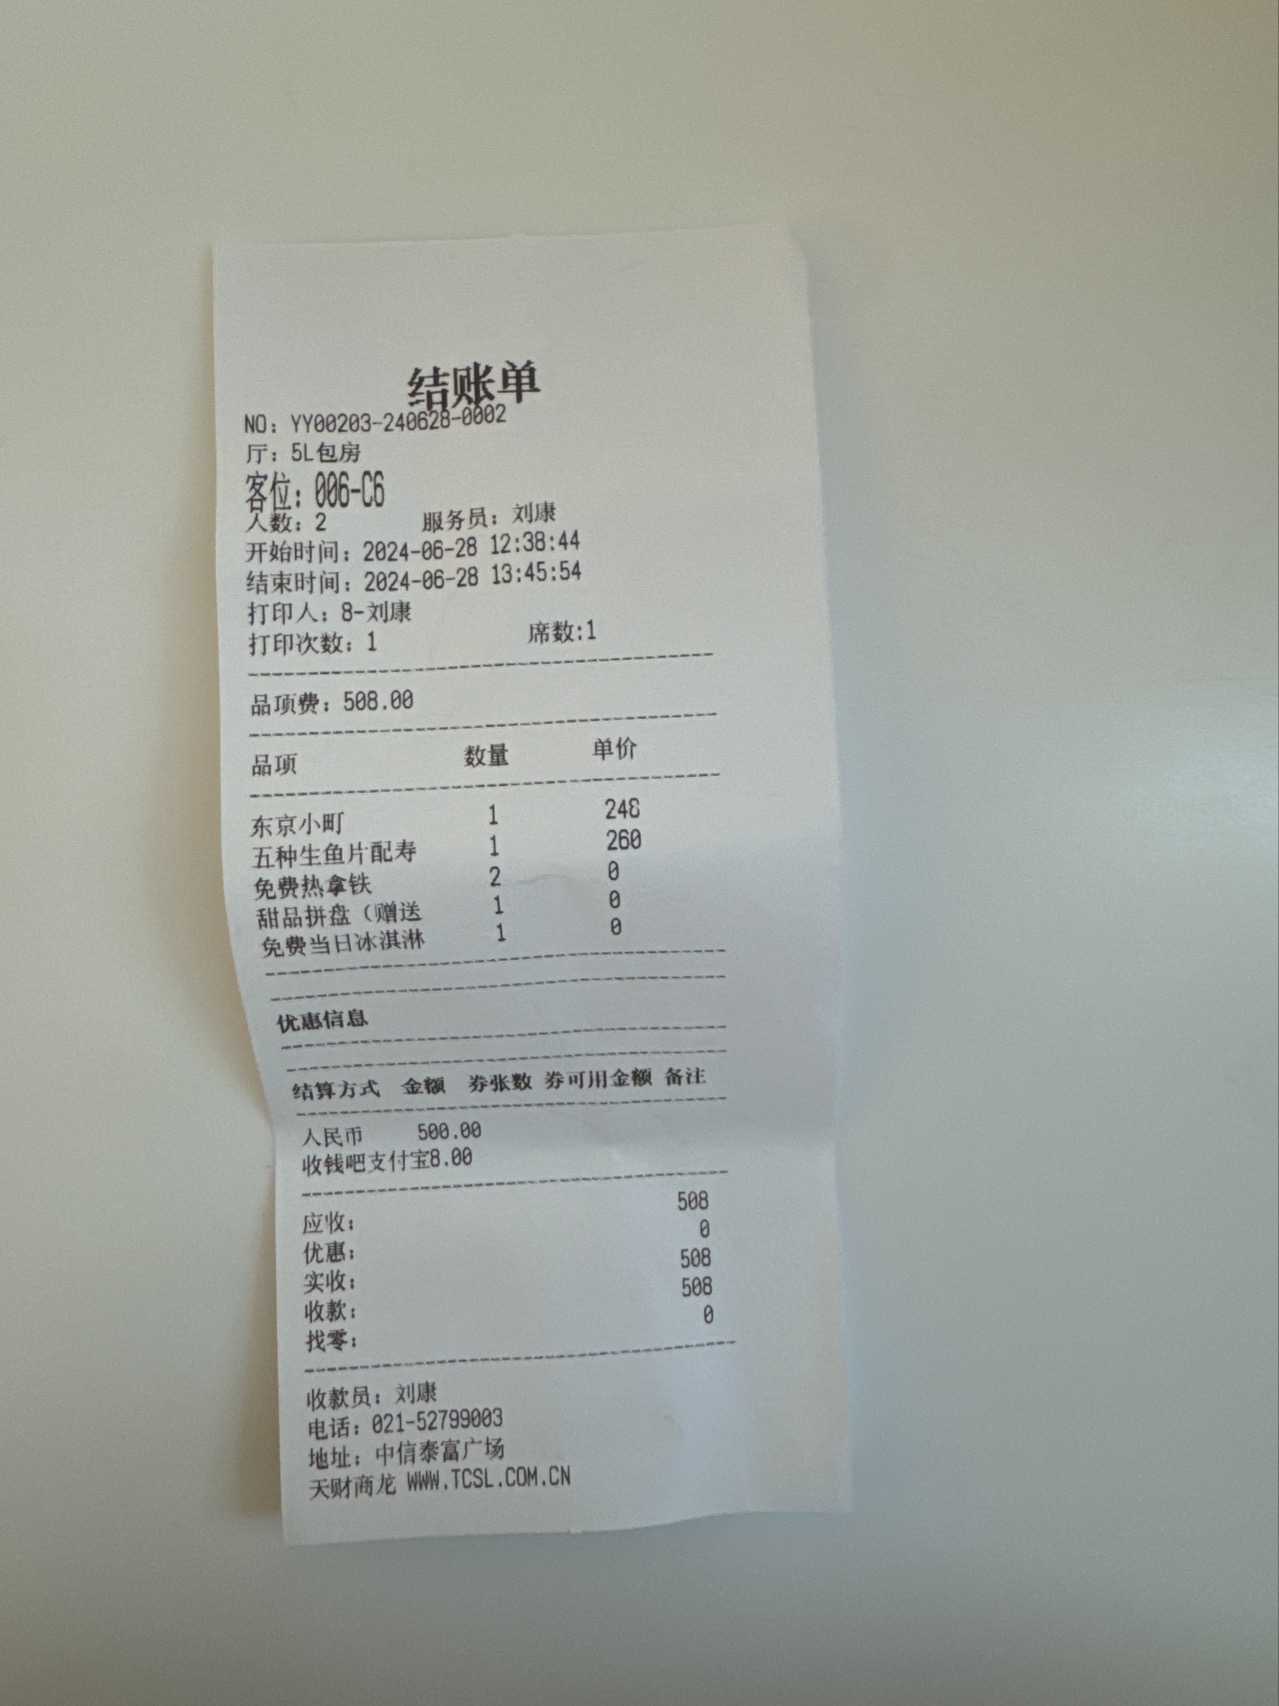 结账单
NO: YY00203-240628-0002
厅: 5L包房
客位: 006-C6
人数: 2 服务员: 刘康
开始时间: 2024-06-28 12:38:44
结束时间: 2024-06-28 13:45:54
打印人: 8-刘康
打印次数: 1 席数:1
品项费: 508.00
品项 数量 单价
东京小町 1 248
五种生鱼片配寿 1 260
免费热拿铁 2 0
甜品拼盘（赠送 1 0
免费当日冰淇淋 1 0
优惠信息
结算方式 金额 券张数 券可用金额 备注
人民币 500.00
收钱吧支付宝8.00
应收: 508
优惠: 0
实收: 508
收款: 508
找零: 0
收款员: 刘康
电话: 021-52799003
地址: 中信泰富广场
天财商龙 WWW.TCSL.COM.CN